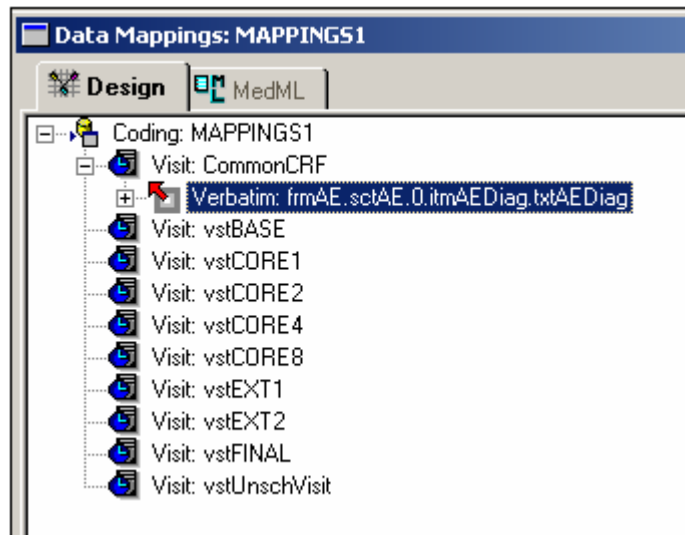 Data Mappings: MAPPINGS1
Design MedML
Coding: MAPPINGS1
Visit: CommonCRF
Verbatim: frmAE.sctAE.0.itmAEDiag.txtAEDiag
Visit: vstBASE
Visit: vstCORE1
Visit: vstCORE2
Visit: vstCORE4
Visit: vstCORE8
Visit: vstEXT1
Visit: vstEXT2
Visit: vstFINAL
Visit: vstUnschVisit